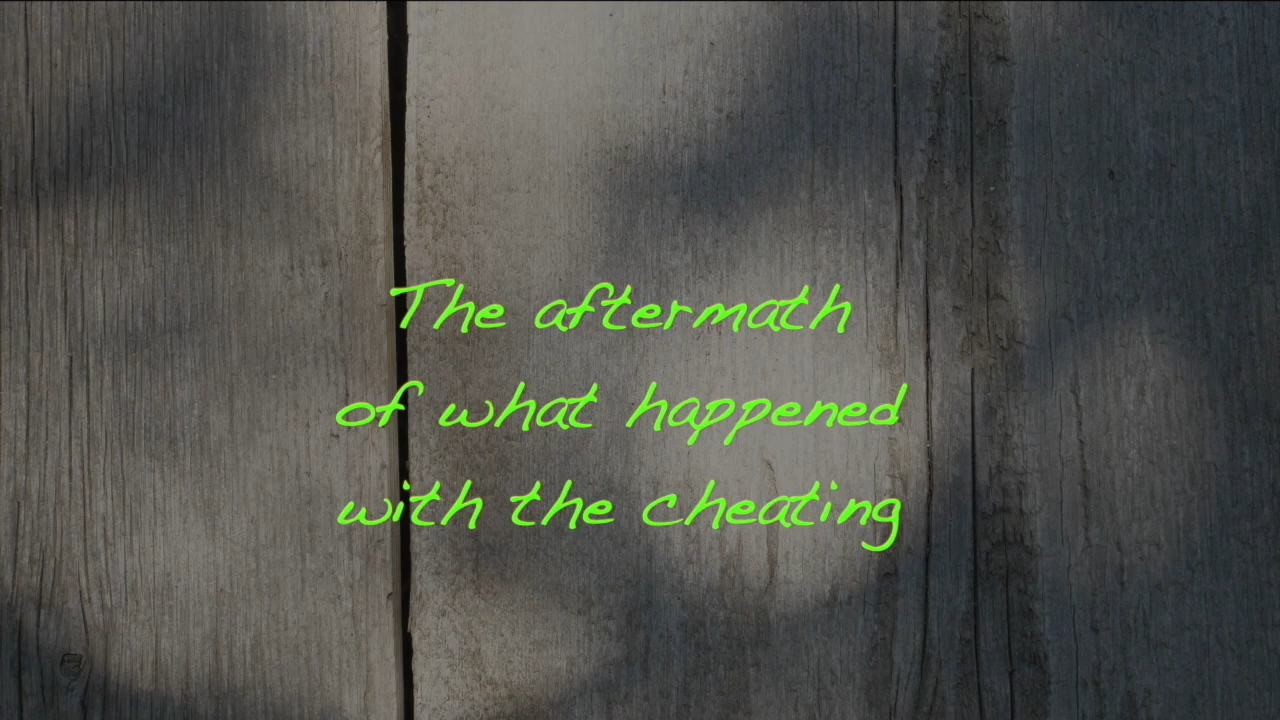 The aftermath
of what happened
with the cheating